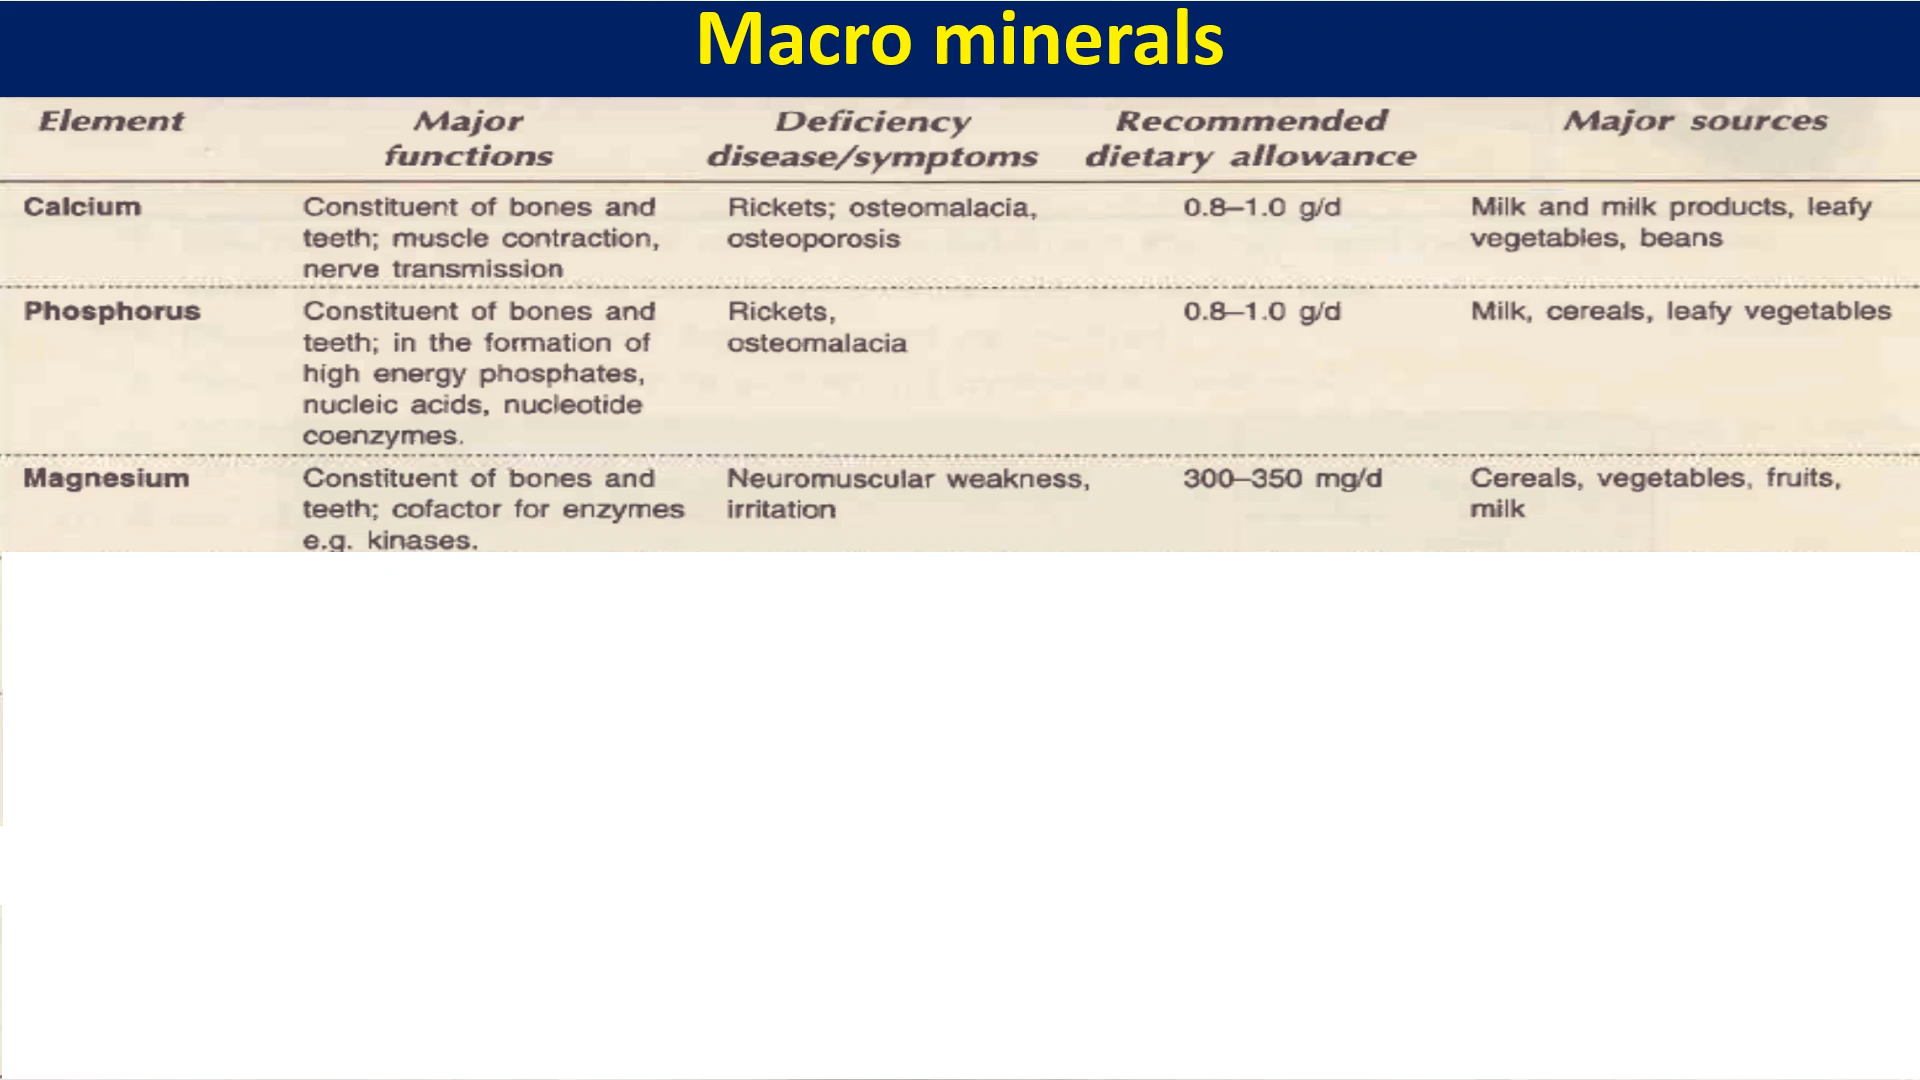 Macro minerals
Element Major functions Deficiency disease/symptoms Recommended dietary allowance Major sources
Calcium Constituent of bones and Rickets; osteomalacia, 0.8–1.0 g/d Milk and milk products, leafy
teeth; muscle contraction, osteoporosis vegetables, beans
nerve transmission
Phosphorus Constituent of bones and Rickets, 0.8–1.0 g/d Milk, cereals, leafy vegetables
teeth; in the formation of osteomalacia
high energy phosphates,
nucleic acids, nucleotide
coenzymes.
Magnesium Constituent of bones and Neuromuscular weakness, 300–350 mg/d Cereals, vegetables, fruits,
teeth; cofactor for enzymes irritation milk
e.g. kinases.